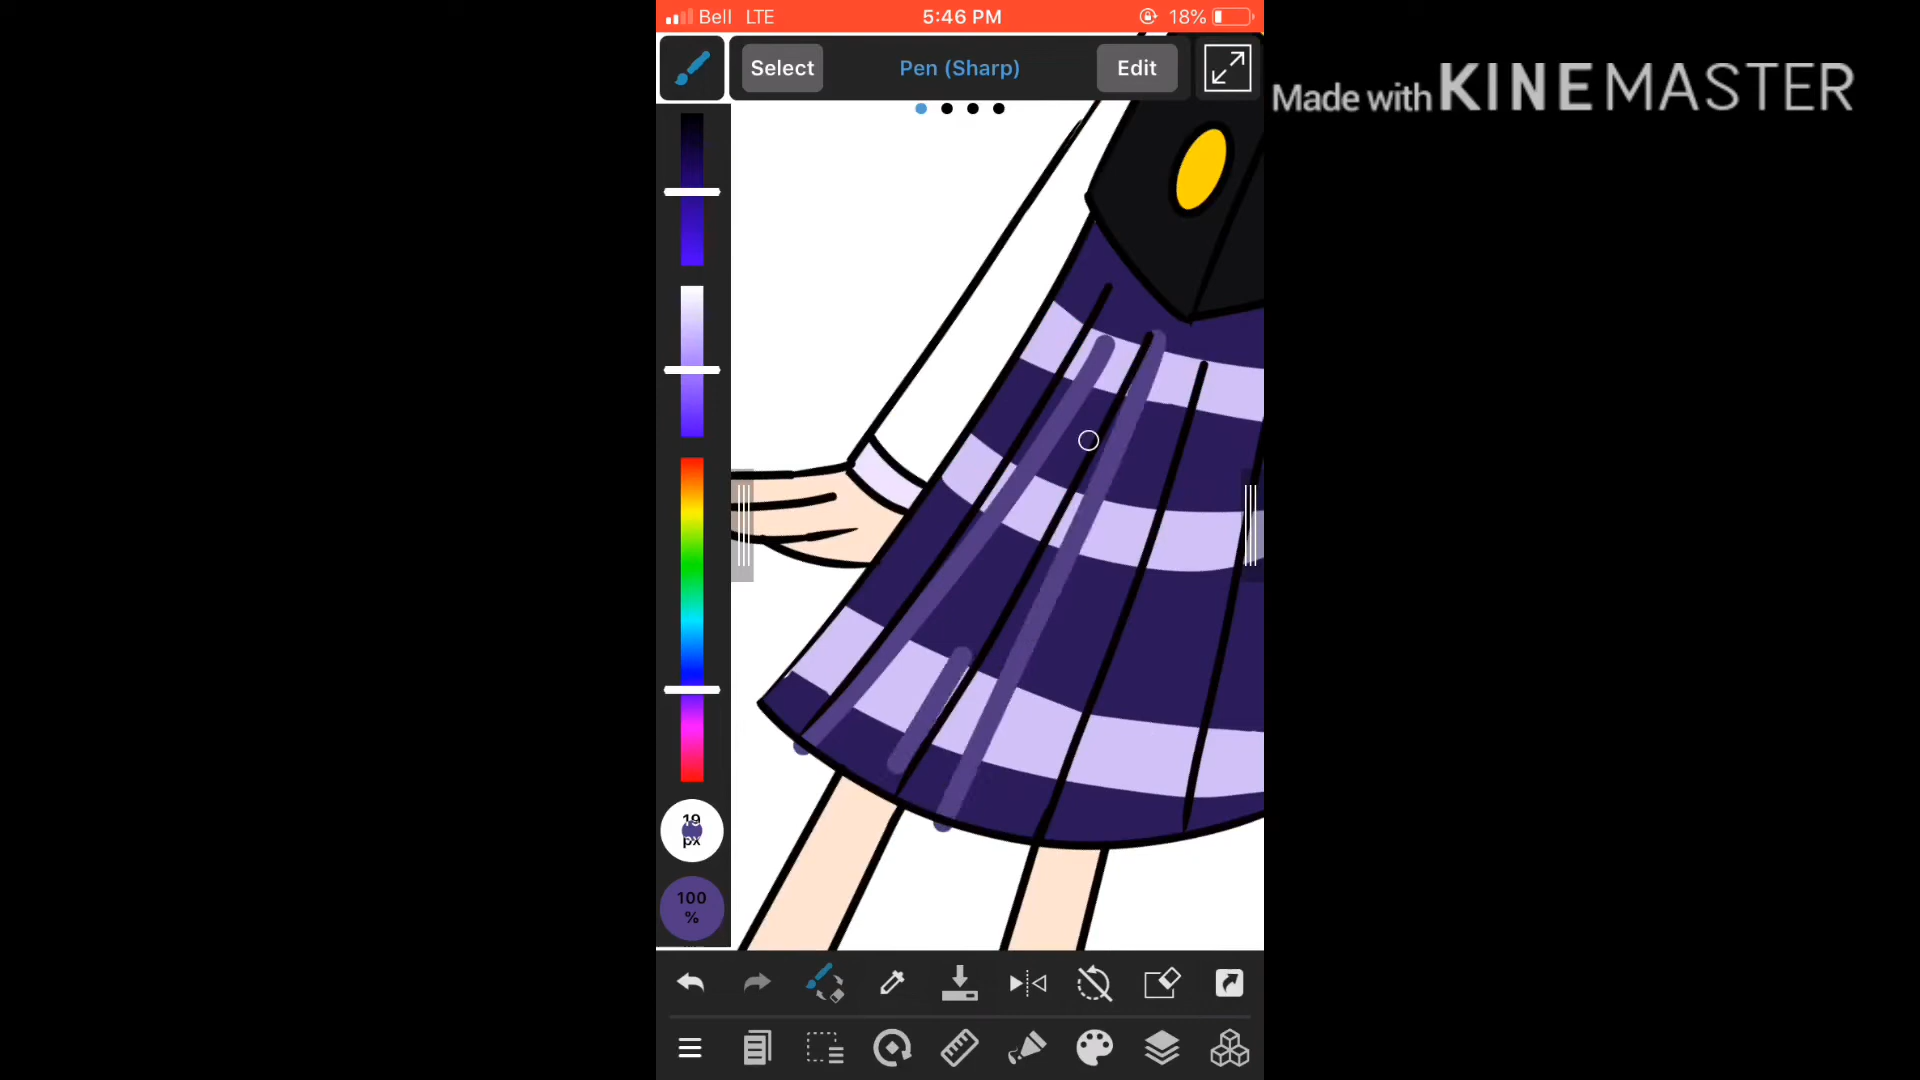 Bell LTE 5:46 PM 18%
Select Pen (Sharp) Edit
Made with KINEMASTER
19
px
100
%